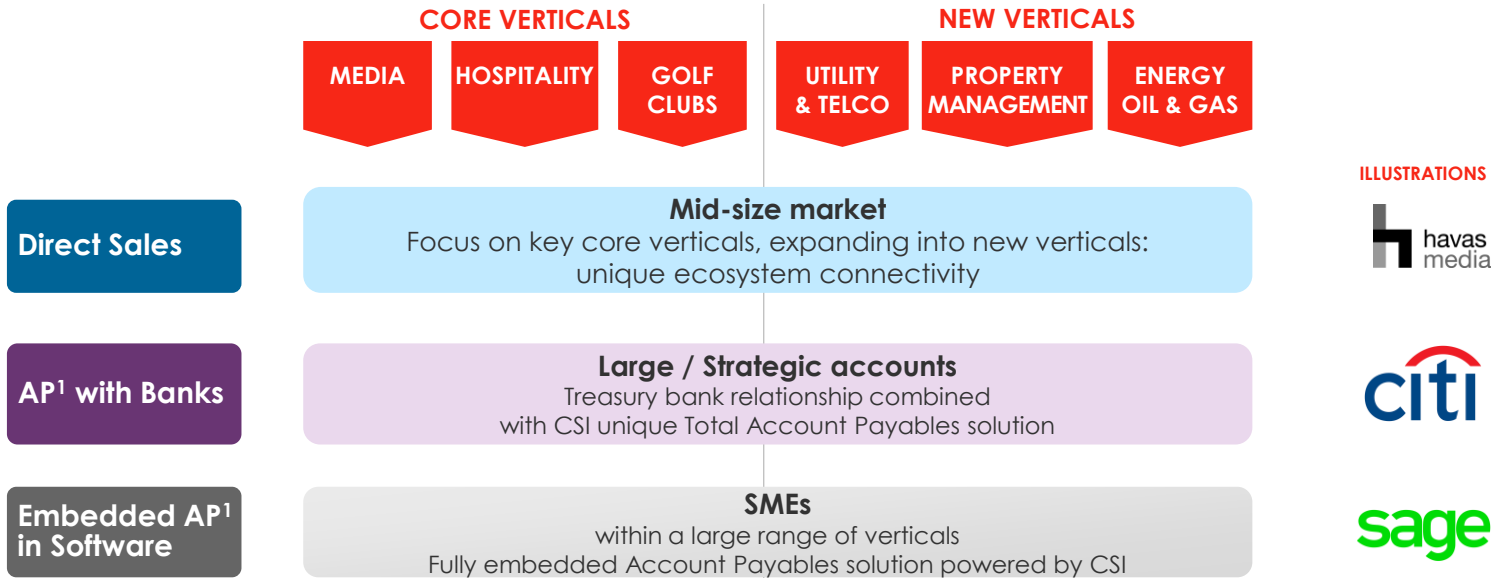 CORE VERTICALS
NEW VERTICALS
MEDIA
HOSPITALITY
GOLF
CLUBS
UTILITY
& TELCO
PROPERTY
MANAGEMENT
ENERGY
OIL & GAS
ILLUSTRATIONS
Direct Sales
Mid-size market
Focus on key core verticals, expanding into new verticals:
unique ecosystem connectivity
havas
media
AP¹ with Banks
Large / Strategic accounts
Treasury bank relationship combined
with CSI unique Total Account Payables solution
citi
Embedded AP¹
in Software
SMEs
within a large range of verticals
Fully embedded Account Payables solution powered by CSI
sage